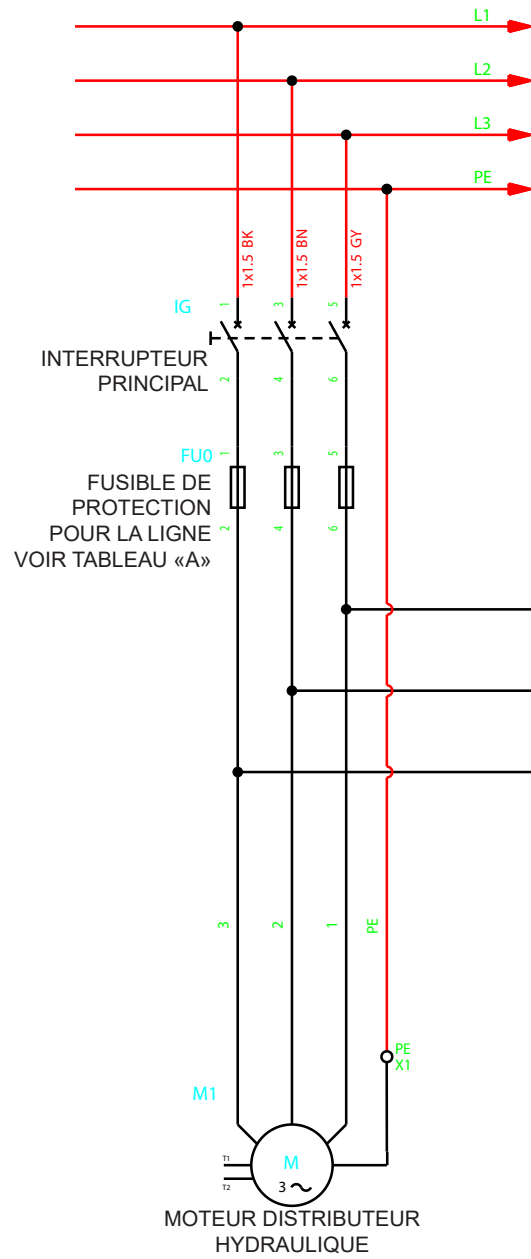 L1
L2
L3
PE
1x1.5 BK
1x1.5 BN
1x1.5 GY
IG
1
3
5
INTERRUPTEUR
PRINCIPAL
2
4
6
FU0
1
3
5
FUSIBLE DE
PROTECTION
POUR LA LIGNE
VOIR TABLEAU «A»
2
4
6
3
2
1
PE
PE
X1
M1
T1
T2
M
3
MOTEUR DISTRIBUTEUR
HYDRAULIQUE